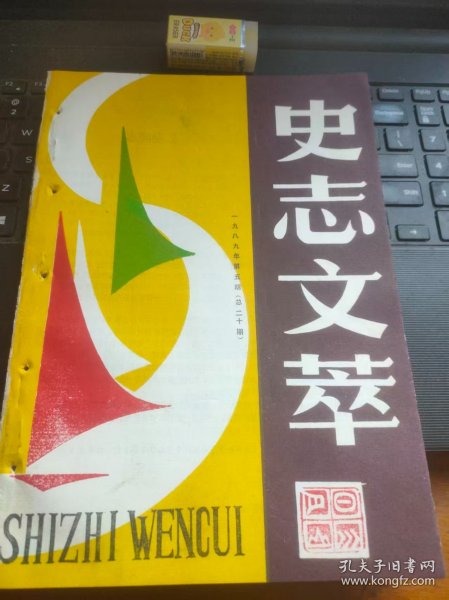 史志文萃
一九八九年第五期(总二十期)
SHIZHI WENCUI
孔夫子旧书网
www.kongfz.com